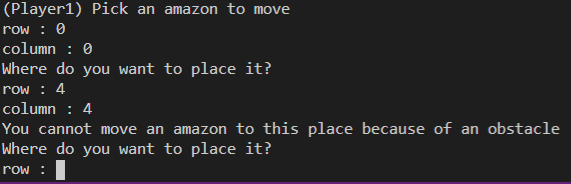 (Player1) Pick an amazon to move
row : 0
column : 0
Where do you want to place it?
row : 4
column : 4
You cannot move an amazon to this place because of an obstacle
Where do you want to place it?
row :